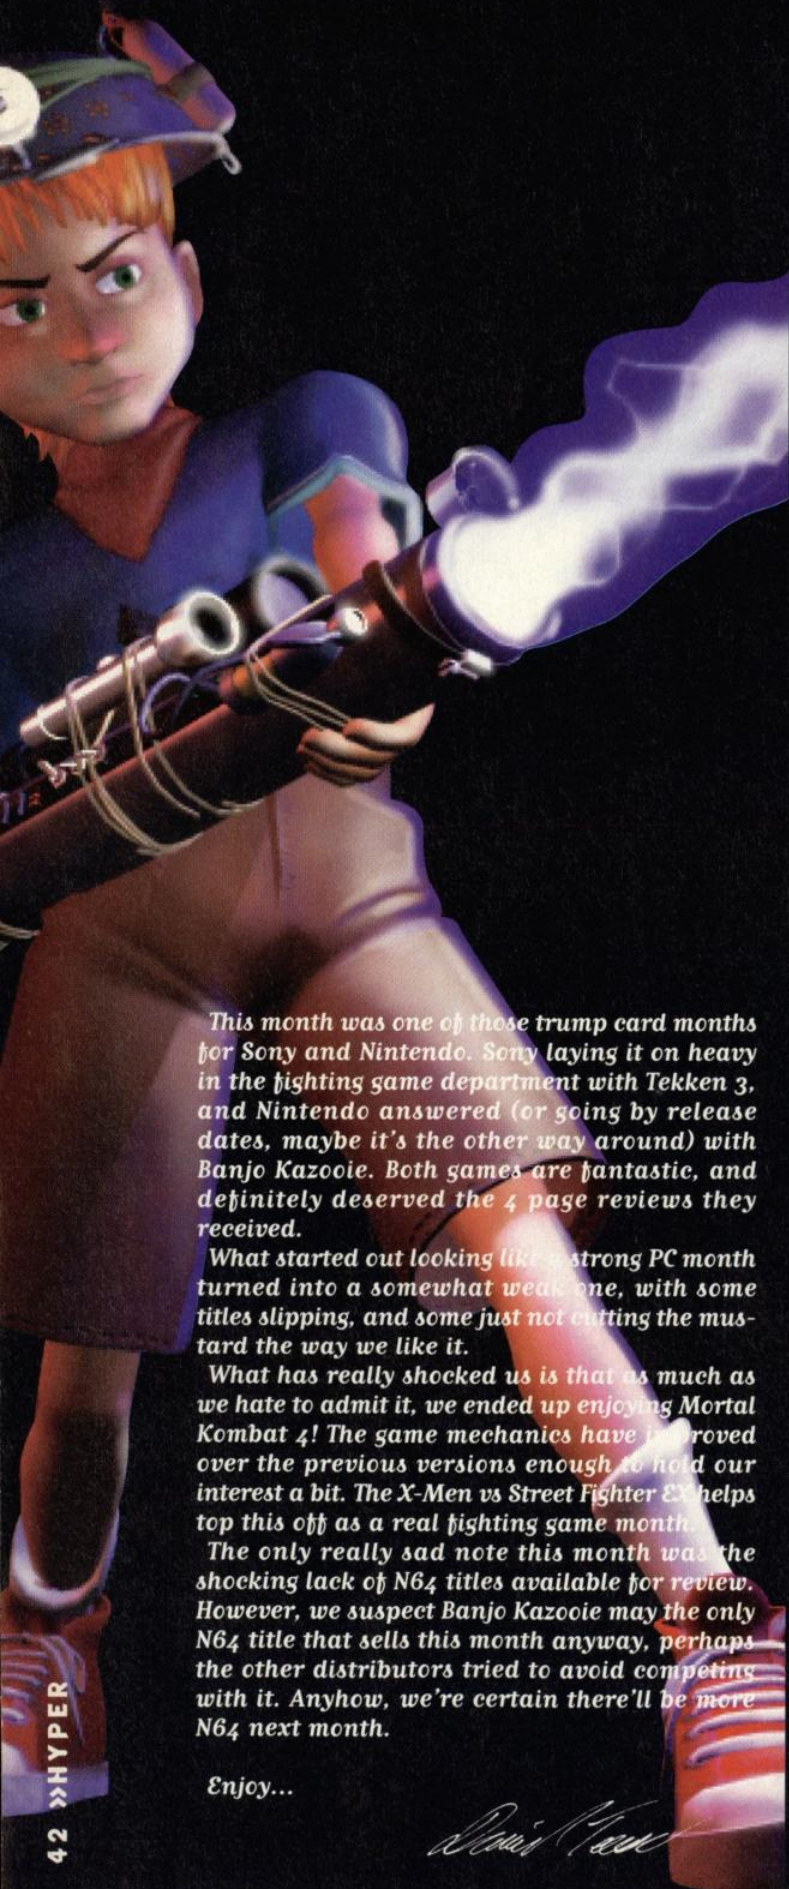 This month was one of those trump card months
for Sony and Nintendo. Sony laying it on heavy
in the fighting game department with Tekken 3,
and Nintendo answered (or going by release
dates, maybe it's the other way around) with
Banjo Kazooie. Both games are fantastic, and
definitely deserved the 4 page reviews they
received.
What started out looking like a strong PC month
turned into a somewhat weak one, with some
titles slipping, and some just not cutting the mus-
tard the way we like it.
What has really shocked us is that as much as
we hate to admit it, we ended up enjoying Mortal
Kombat 4! The game mechanics have improved
over the previous versions enough to hold our
interest a bit. The X-Men vs Street Fighter EX helps
top this off as a real fighting game month.
The only really sad note this month was the
shocking lack of N64 titles available for review.
However, we suspect Banjo Kazooie may the only
N64 title that sells this month anyway, perhaps
the other distributors tried to avoid competing
with it. Anyhow, we're certain there'll be more
N64 next month.
Enjoy...
42 »HYPER